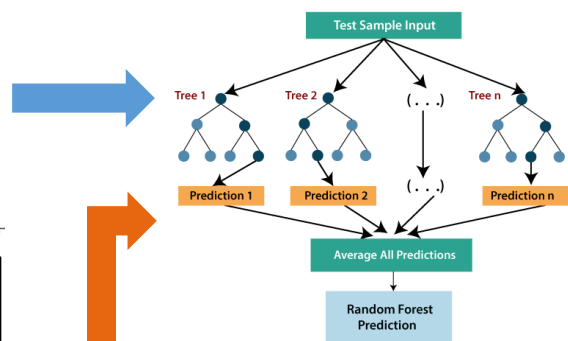 Test Sample Input
Tree 1
Tree 2
(...)
Tree n
(...)
Prediction 1
Prediction 2
Prediction n
Average All Predictions
Random Forest
Prediction